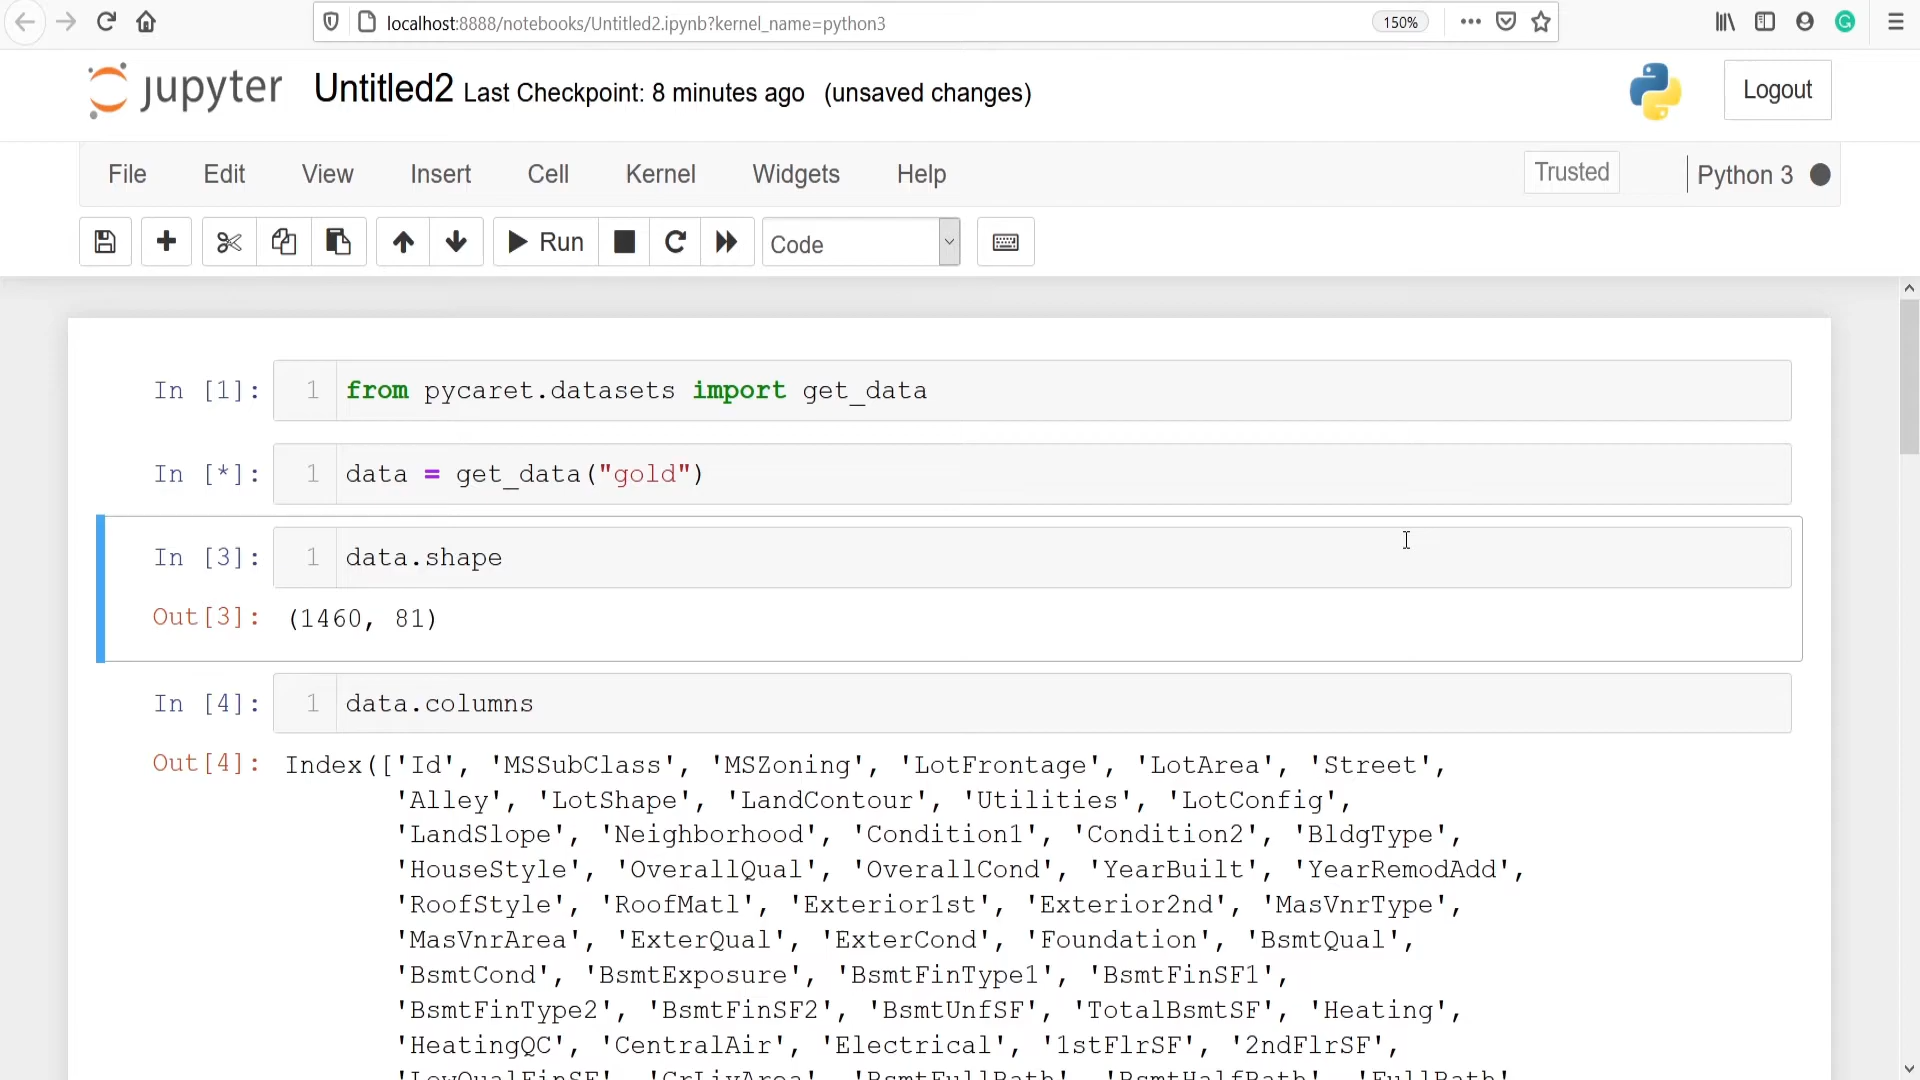 localhost:8888/notebooks/Untitled2.ipynb?kernel_name=python3
150%
jupyter Untitled2 Last Checkpoint: 8 minutes ago (unsaved changes)
Logout
File Edit View Insert Cell Kernel Widgets Help
Trusted
Python 3
Run
Code
In [1]: 1 from pycaret.datasets import get_data
In [*]: 1 data = get_data("gold")
In [3]: 1 data.shape
Out[3]: (1460, 81)
In [4]: 1 data.columns
Out[4]: Index(['Id', 'MSSubClass', 'MSZoning', 'LotFrontage', 'LotArea', 'Street',
'Alley', 'LotShape', 'LandContour', 'Utilities', 'LotConfig',
'LandSlope', 'Neighborhood', 'Condition1', 'Condition2', 'BldgType',
'HouseStyle', 'OverallQual', 'OverallCond', 'YearBuilt', 'YearRemodAdd',
'RoofStyle', 'RoofMatl', 'Exterior1st', 'Exterior2nd', 'MasVnrType',
'MasVnrArea', 'ExterQual', 'ExterCond', 'Foundation', 'BsmtQual',
'BsmtCond', 'BsmtExposure', 'BsmtFinType1', 'BsmtFinSF1',
'BsmtFinType2', 'BsmtFinSF2', 'BsmtUnfSF', 'TotalBsmtSF', 'Heating',
'HeatingQC', 'CentralAir', 'Electrical', '1stFlrSF', '2ndFlrSF',
'LowQualFinSF', 'GrLivArea', 'BsmtFullBath', 'BsmtHalfBath', 'FullBath',